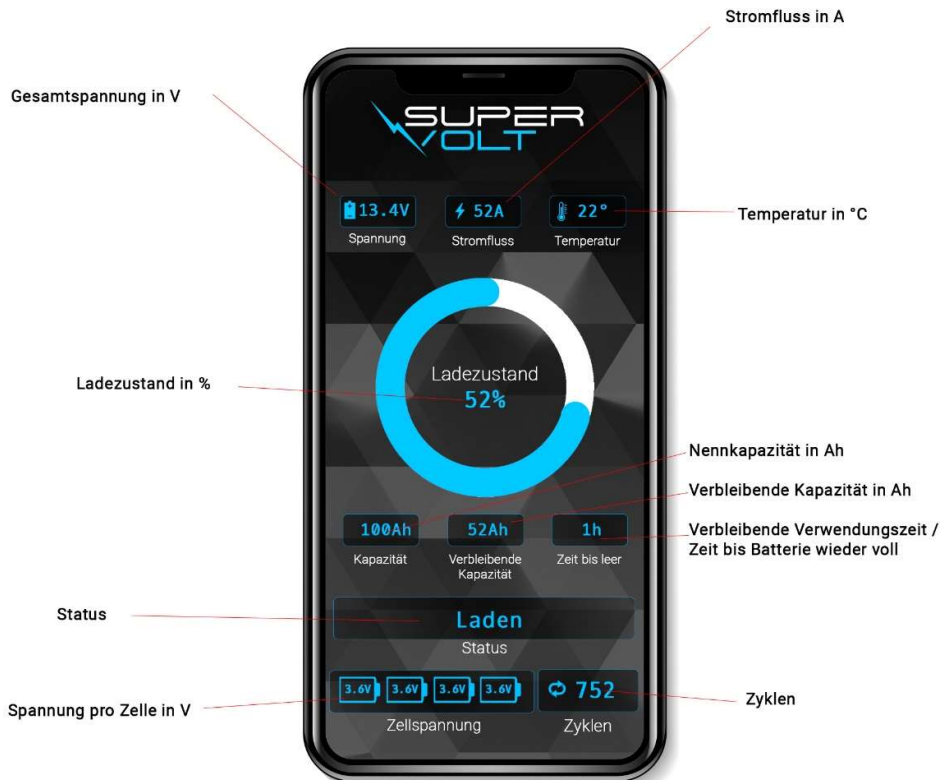 Stromfluss in A
Gesamtspannung in V
SUPER
VOLT
13.4V
52A
22°
Spannung
Stromfluss
Temperatur
Temperatur in °C
Ladezustand in %
Ladezustand
52%
Nennkapazität in Ah
Verbleibende Kapazität in Ah
Verbleibende Verwendungszeit /
Zeit bis Batterie wieder voll
100Ah
52Ah
1h
Kapazität
Verbleibende
Kapazität
Zeit bis leer
Status
Laden
Status
Spannung pro Zelle in V
3.6V
3.6V
3.6V
3.6V
752
Zellspannung
Zyklen
Zyklen